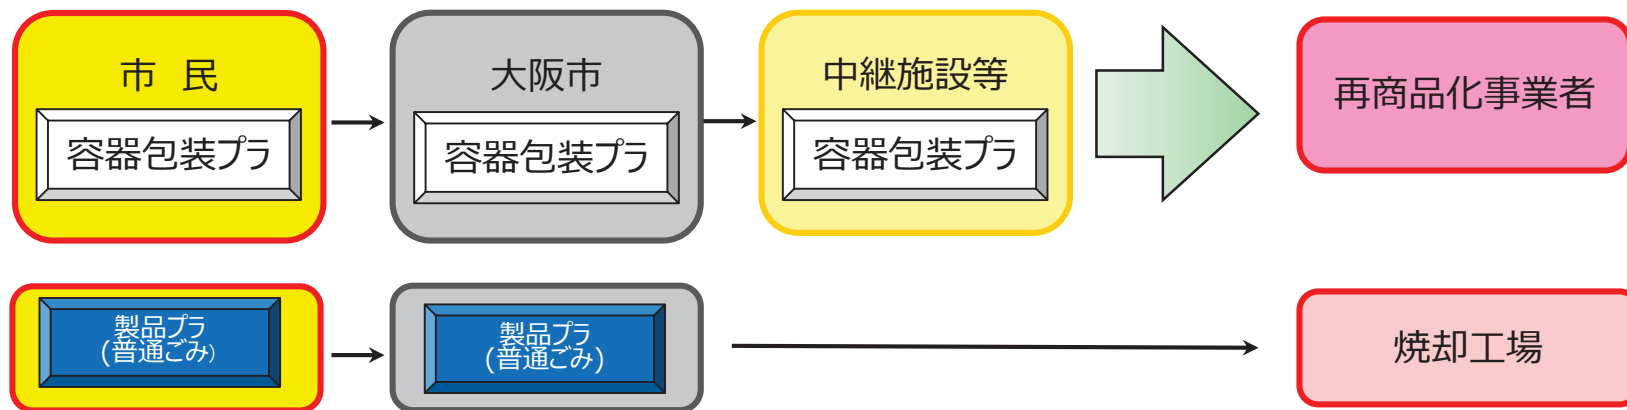 市 民
容器包装プラ
大阪市
容器包装プラ
中継施設等
容器包装プラ
再商品化事業者
製品プラ
(普通ごみ)
製品プラ
(普通ごみ)
焼却工場